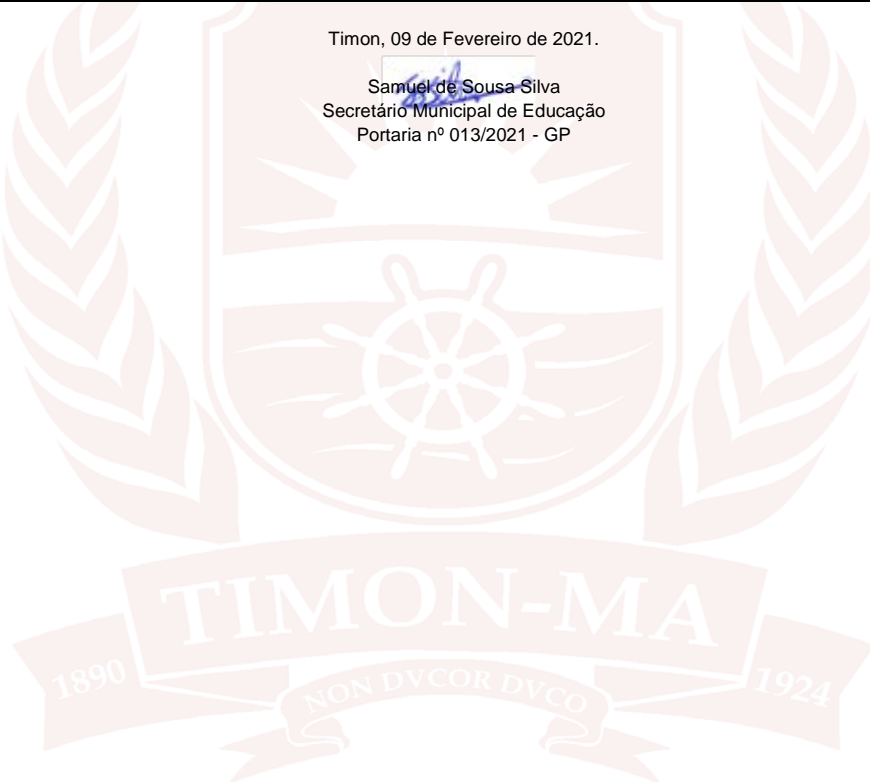 Timon, 09 de Fevereiro de 2021.
Samuel de Sousa Silva
Secretário Municipal de Educação
Portaria nº 013/2021 - GP
TIMON-MA
1890
NON DVCOR DVCO
1924